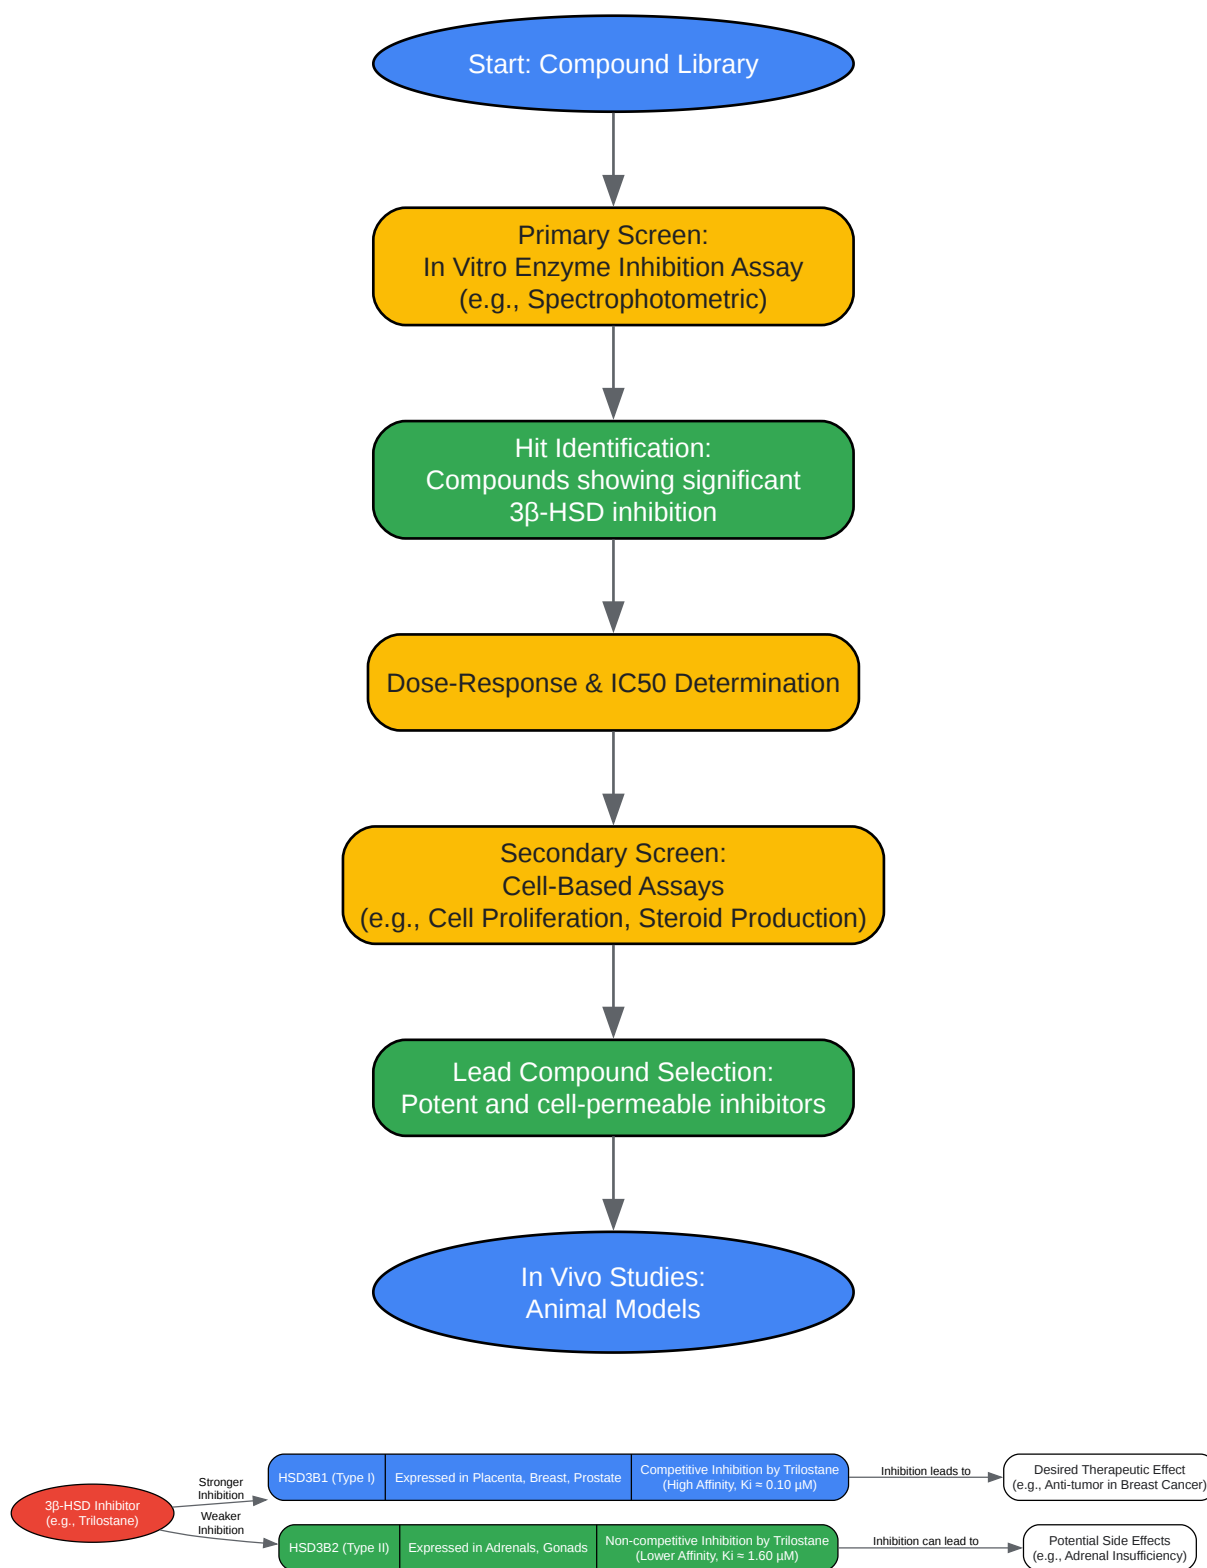 Start: Compound Library
Primary Screen:
In Vitro Enzyme Inhibition Assay
(e.g., Spectrophotometric)
Hit Identification:
Compounds showing significant
3β-HSD inhibition
Dose-Response & IC50 Determination
Secondary Screen:
Cell-Based Assays
(e.g., Cell Proliferation, Steroid Production)
Lead Compound Selection:
Potent and cell-permeable inhibitors
In Vivo Studies:
Animal Models
3β-HSD Inhibitor
(e.g., Trilostane)
Stronger
Inhibition
HSD3B1 (Type I)
Expressed in Placenta, Breast, Prostate
Competitive Inhibition by Trilostane
(High Affinity, Ki ≈ 0.10 µM)
Inhibition leads to
Desired Therapeutic Effect
(e.g., Anti-tumor in Breast Cancer)
Weaker
Inhibition
HSD3B2 (Type II)
Expressed in Adrenals, Gonads
Non-competitive Inhibition by Trilostane
(Lower Affinity, Ki ≈ 1.60 µM)
Inhibition can lead to
Potential Side Effects
(e.g., Adrenal Insufficiency)